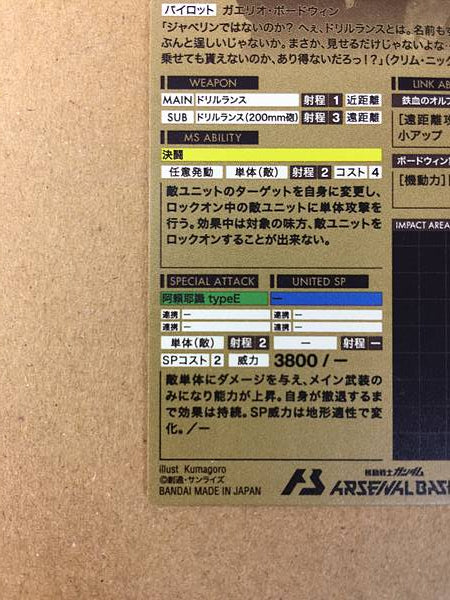 パイロット ガエリオ・ボードウィン
「ジャベリンではないのか? へぇ、ドリルランスとは。名前も
ぶんと逞しいじゃないか。まさか、見せるだけじゃないよな…
乗せても貰えないのか、あり得ないだろっ!?」(クリム・ニッ
WEAPON
MAIN ドリルランス 射程 1 近距離
SUB ドリルランス(200mm砲) 射程 3 遠距離
MS ABILITY
決闘
任意発動 単体(敵) 射程 2 コスト 4
敵ユニットのターゲットを自身に変更し、
ロックオン中の敵ユニットに単体攻撃を
行う。効果中は対象の味方、敵ユニットを
ロックオンすることが出来ない。
LINK AB
鉄血のオルフ
[遠距離攻
小アップ
ボードウィン
[機動力]
IMPACT AREA
SPECIAL ATTACK UNITED SP
阿頼耶識 typeE ー
連携 ー 連携 ー
連携 ー 連携 ー
単体(敵) 射程 2 ー 射程 ー
SPコスト 2 威力 3800 / ー
敵単体にダメージを与え、メイン武装の
みになり能力が上昇。自身が撤退するま
で効果は持続。SP威力は地形適性で変
化。/ー
illust Kumagoro
©創通・サンライズ
BANDAI MADE IN JAPAN
機動戦士ガンダム
ARSENAL BASE